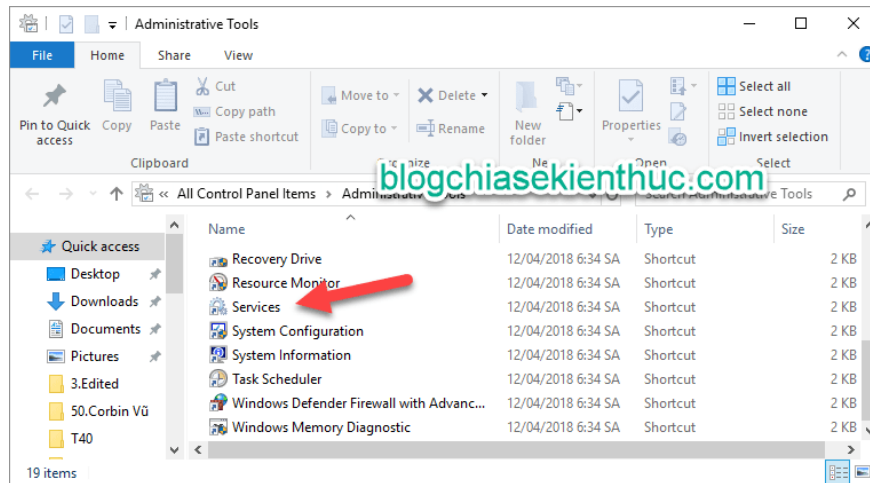 Administrative Tools
File Home Share View
Pin to Quick access
Copy
Paste
Cut
Copy path
Paste shortcut
Clipboard
Move to
Copy to
Delete
Rename
Organize
New folder
New
Properties
Open
Select all
Select none
Invert selection
Select
blogchiasekienthuc.com
« All Control Panel Items > Administrative Tools
Search Administrative Tools
Quick access
Desktop
Downloads
Documents
Pictures
3.Edited
50.Corbin Vũ
T40
Name Date modified Type Size
Recovery Drive 12/04/2018 6:34 SA Shortcut 2 KB
Resource Monitor 12/04/2018 6:34 SA Shortcut 2 KB
Services 12/04/2018 6:34 SA Shortcut 2 KB
System Configuration 12/04/2018 6:34 SA Shortcut 2 KB
System Information 12/04/2018 6:34 SA Shortcut 2 KB
Task Scheduler 12/04/2018 6:34 SA Shortcut 2 KB
Windows Defender Firewall with Advanc... 12/04/2018 6:34 SA Shortcut 2 KB
Windows Memory Diagnostic 12/04/2018 6:34 SA Shortcut 2 KB
19 items